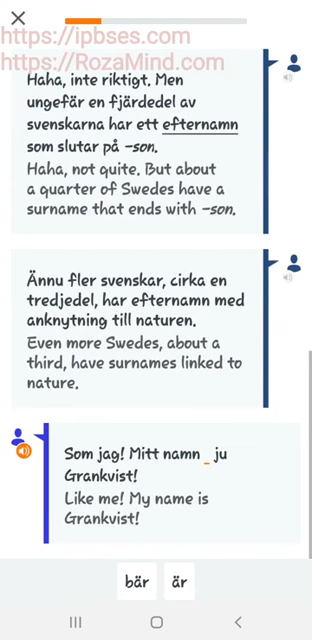 https://ipbses.com
https://RozaMind.com
Haha, inte riktigt. Men
ungefär en fjärdedel av
svenskarna har ett efternamn
som slutar på –son.
Haha, not quite. But about
a quarter of Swedes have a
surname that ends with –son.
Ännu fler svenskar, cirka en
tredjedel, har efternamn med
anknytning till naturen.
Even more Swedes, about a
third, have surnames linked to
nature.
Som jag! Mitt namn _ ju
Grankvist!
Like me! My name is
Grankvist!
bär är